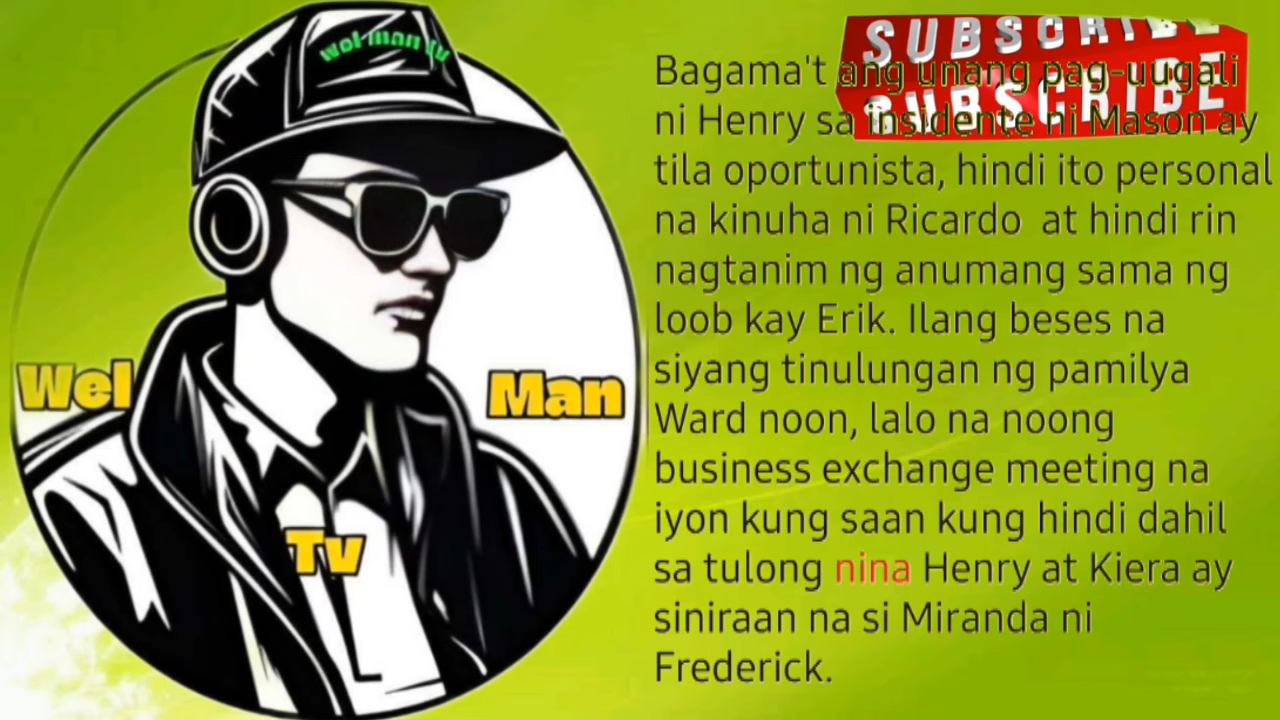 wel man tv
Wel
Man
Tv
SUBSCRIBE
SUBSCRIBE
Bagama't ang unang pag-uugali
ni Henry sa insidente ni Mason ay
tila oportunista, hindi ito personal
na kinuha ni Ricardo at hindi rin
nagtanim ng anumang sama ng
loob kay Erik. Ilang beses na
siyang tinulungan ng pamilya
Ward noon, lalo na noong
business exchange meeting na
iyon kung saan kung hindi dahil
sa tulong nina Henry at Kiera ay
siniraan na si Miranda ni
Frederick.